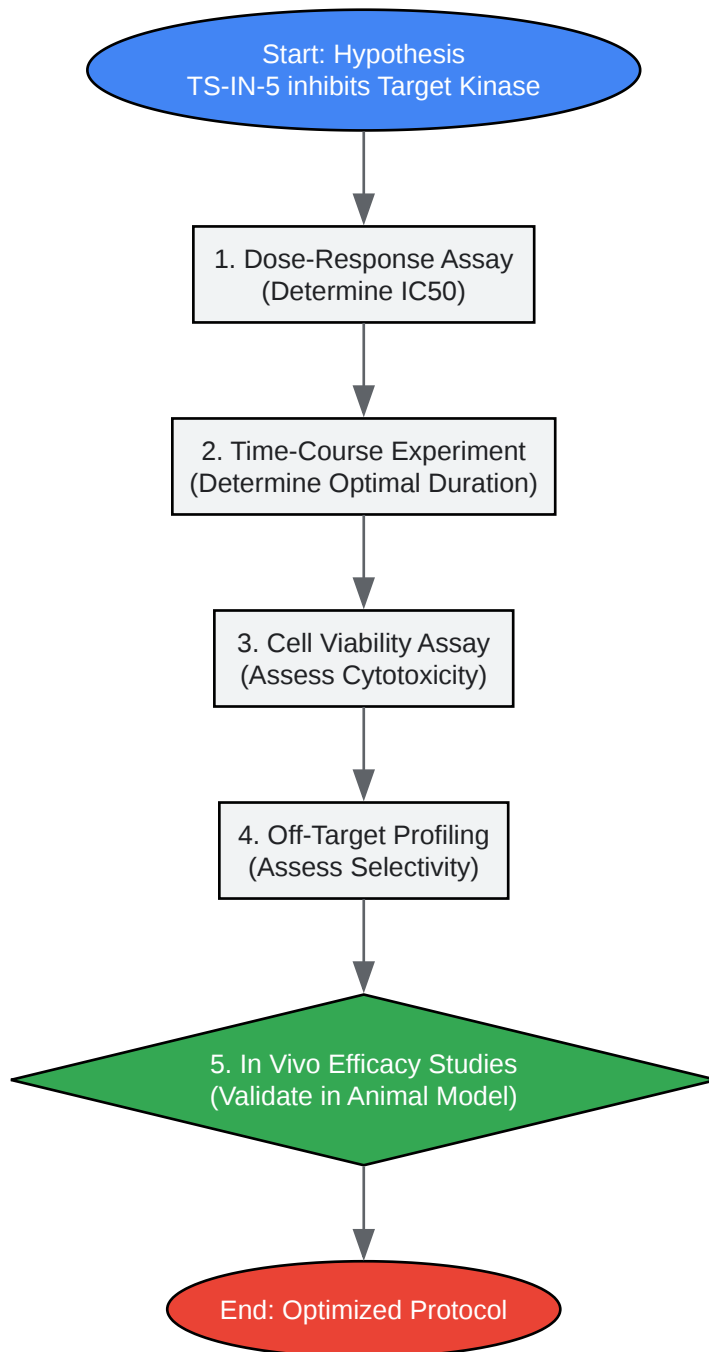 Start: Hypothesis
TS-IN-5 inhibits Target Kinase
1. Dose-Response Assay
(Determine IC50)
2. Time-Course Experiment
(Determine Optimal Duration)
3. Cell Viability Assay
(Assess Cytotoxicity)
4. Off-Target Profiling
(Assess Selectivity)
5. In Vivo Efficacy Studies
(Validate in Animal Model)
End: Optimized Protocol